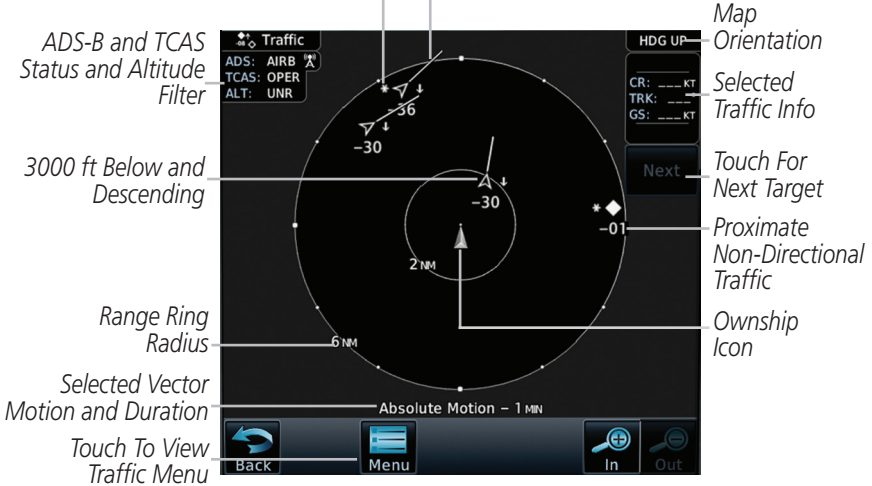 ADS-B and TCAS
Status and Altitude
Filter
3000 ft Below and
Descending
Range Ring
Radius
Selected Vector
Motion and Duration
Touch To View
Traffic Menu
-08
Traffic
ADS: AIRB
TCAS: OPER
ALT: UNR
HDG UP
CR: _ _ _ KT
TRK: _ _ _
GS: _ _ _ KT
Next
* -36
-30
-30
*
-01
2 NM
6 NM
Absolute Motion – 1 MIN
Back
Menu
In
Out
Map
Orientation
Selected
Traffic Info
Touch For
Next Target
Proximate
Non-Directional
Traffic
Ownship
Icon